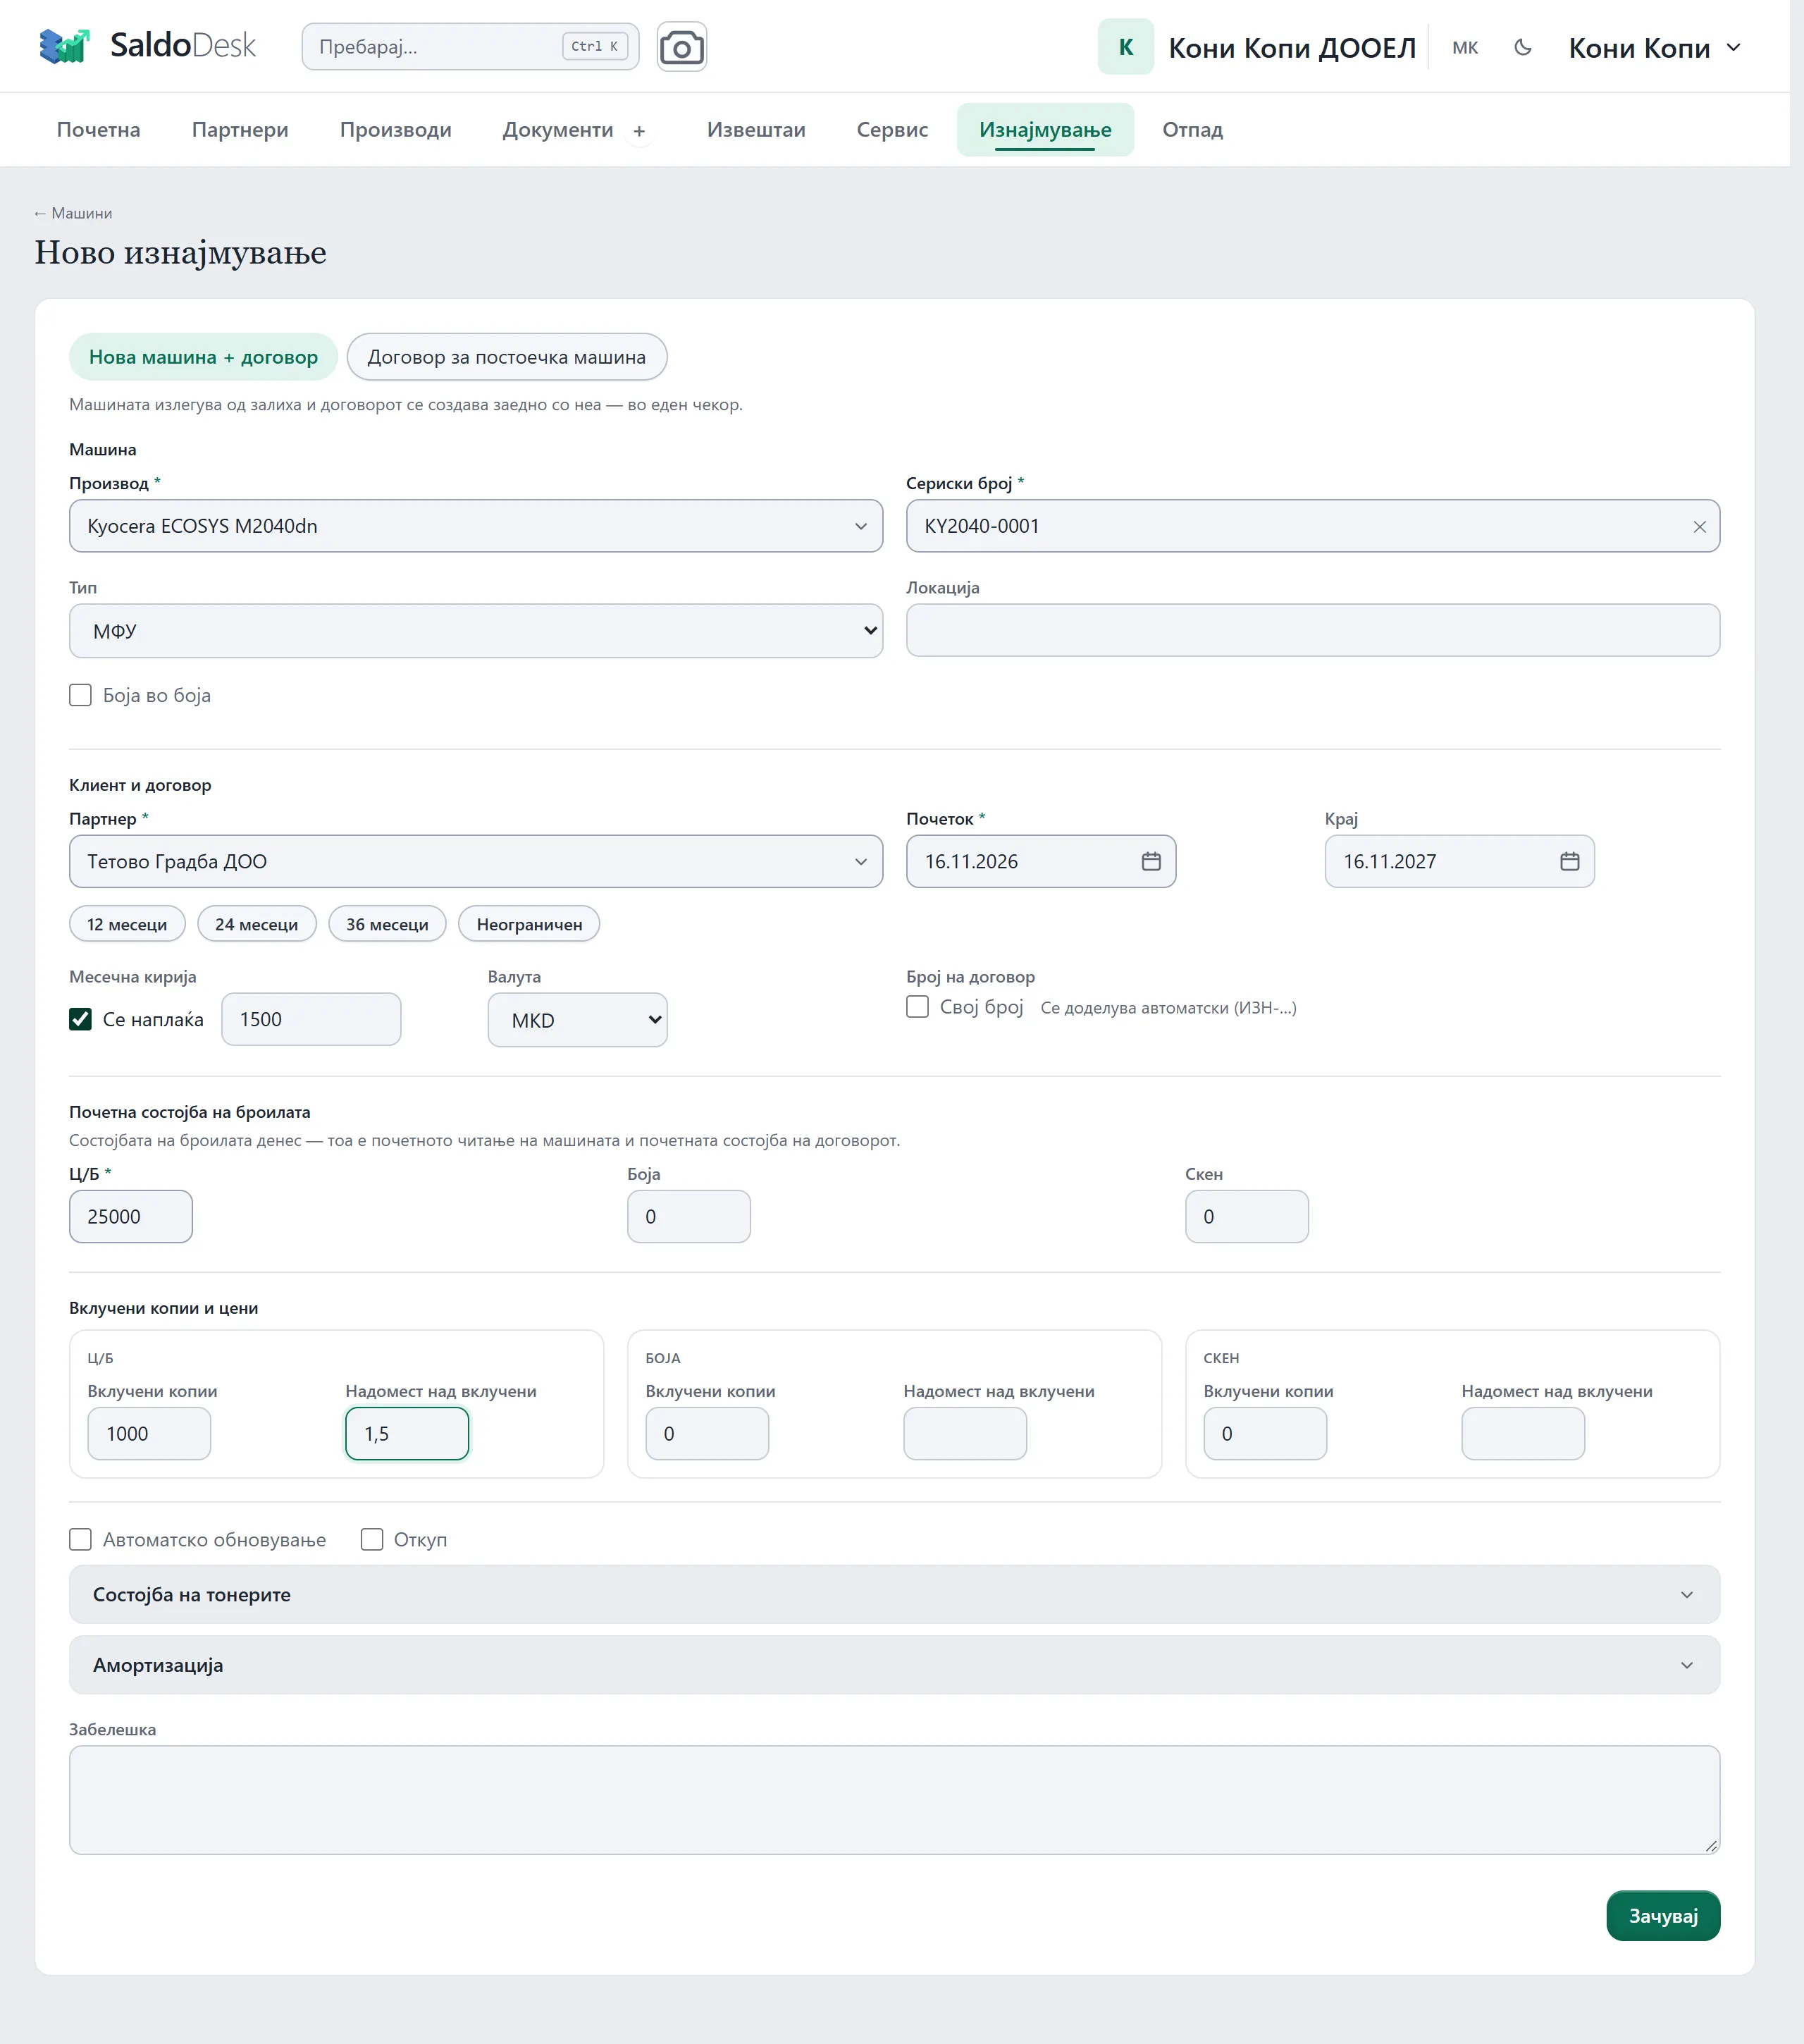 SaldoDesk
Пребарај...
Ctrl K
К
Кони Копи ДООЕЛ
МК
Кони Копи
Почетна
Партнери
Производи
Документи +
Извештаи
Сервис
Изнајмување
Отпад
← Машини
Ново изнајмување
Нова машина + договор
Договор за постоечка машина
Машината излегува од залиха и договорот се создава заедно со неа — во еден чекор.
Машина
Производ *
Сериски број *
Kyocera ECOSYS M2040dn
KY2040-0001
Тип
Локација
МФУ
Боја во боја
Клиент и договор
Партнер *
Почеток *
Крај
Тетово Градба ДОО
16.11.2026
16.11.2027
12 месеци
24 месеци
36 месеци
Неограничен
Месечна кирија
Валута
Број на договор
Се наплаќа
1500
MKD
Свој број
Се доделува автоматски (ИЗН-...)
Почетна состојба на броилата
Состојбата на броилата денес — тоа е почетното читање на машината и почетната состојба на договорот.
Ц/Б *
Боја
Скен
25000
0
0
Вклучени копии и цени
Ц/Б
Вклучени копии
Надомест над вклучени
1000
1,5
БОЈА
Вклучени копии
Надомест над вклучени
0
СКЕН
Вклучени копии
Надомест над вклучени
0
Автоматско обновување
Откуп
Состојба на тонерите
Амортизација
Забелешка
Зачувај